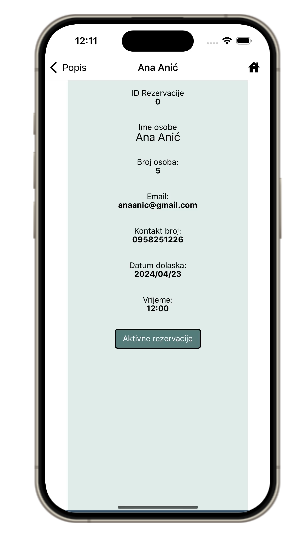 12:11
Popis
Ana Anić
ID Rezervacije
0
Ime osobe
Ana Anić
Broj osoba:
5
Email:
anaanic@gmail.com
Kontakt broj:
0958251226
Datum dolaska:
2024/04/23
Vrijeme:
12:00
Aktivne rezervacije